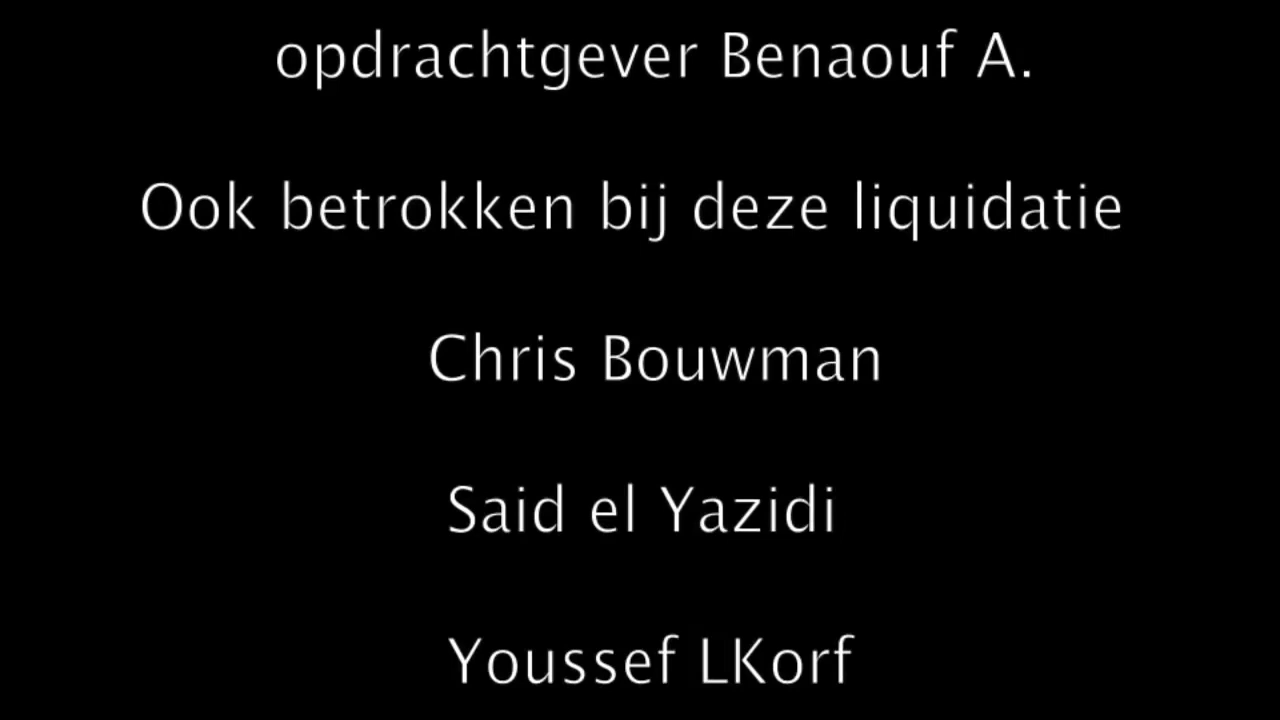 opdrachtgever Benaouf A.
Ook betrokken bij deze liquidatie
Chris Bouwman
Said el Yazidi
Youssef LKorf